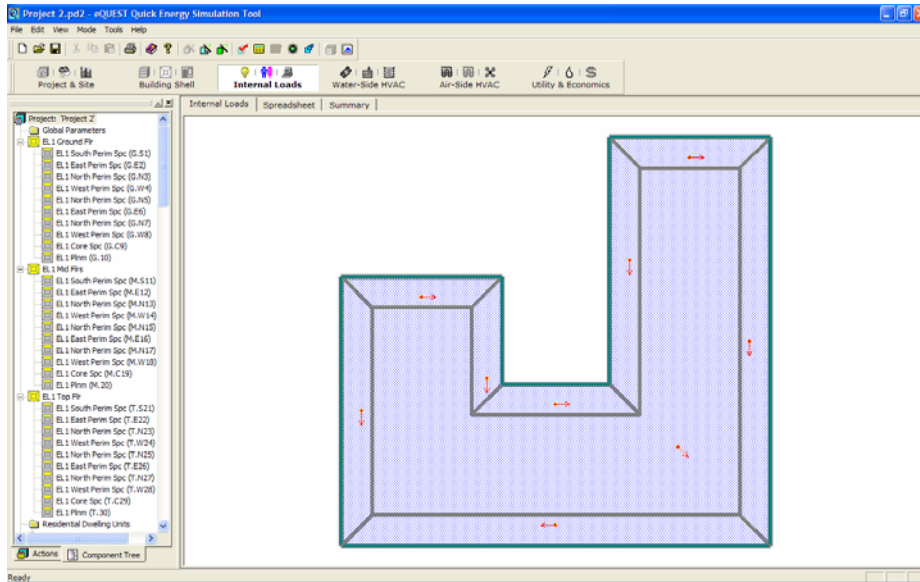 Project 2.pd2 - eQUEST Quick Energy Simulation Tool
File Edit View Mode Tools Help
Project & Site Building Shell Internal Loads Water-Side HVAC Air-Side HVAC Utility & Economics
Internal Loads Spreadsheet Summary
Project: 'Project 2'
Global Parameters
EL1 Ground Flr
EL1 South Perim Spc (G.S1)
EL1 East Perim Spc (G.E2)
EL1 North Perim Spc (G.N3)
EL1 West Perim Spc (G.W4)
EL1 North Perim Spc (G.N5)
EL1 East Perim Spc (G.E6)
EL1 North Perim Spc (G.N7)
EL1 West Perim Spc (G.W8)
EL1 Core Spc (G.C9)
EL1 Plnm (G.10)
EL1 Mid Flrs
EL1 South Perim Spc (M.S11)
EL1 East Perim Spc (M.E12)
EL1 North Perim Spc (M.N13)
EL1 West Perim Spc (M.W14)
EL1 North Perim Spc (M.N15)
EL1 East Perim Spc (M.E16)
EL1 North Perim Spc (M.N17)
EL1 West Perim Spc (M.W18)
EL1 Core Spc (M.C19)
EL1 Plnm (M.20)
EL1 Top Flr
EL1 South Perim Spc (T.S21)
EL1 East Perim Spc (T.E22)
EL1 North Perim Spc (T.N23)
EL1 West Perim Spc (T.W24)
EL1 North Perim Spc (T.N25)
EL1 East Perim Spc (T.E26)
EL1 North Perim Spc (T.N27)
EL1 West Perim Spc (T.W28)
EL1 Core Spc (T.C29)
EL1 Plnm (T.30)
Residential Dwelling Units
Actions Component Tree
Ready